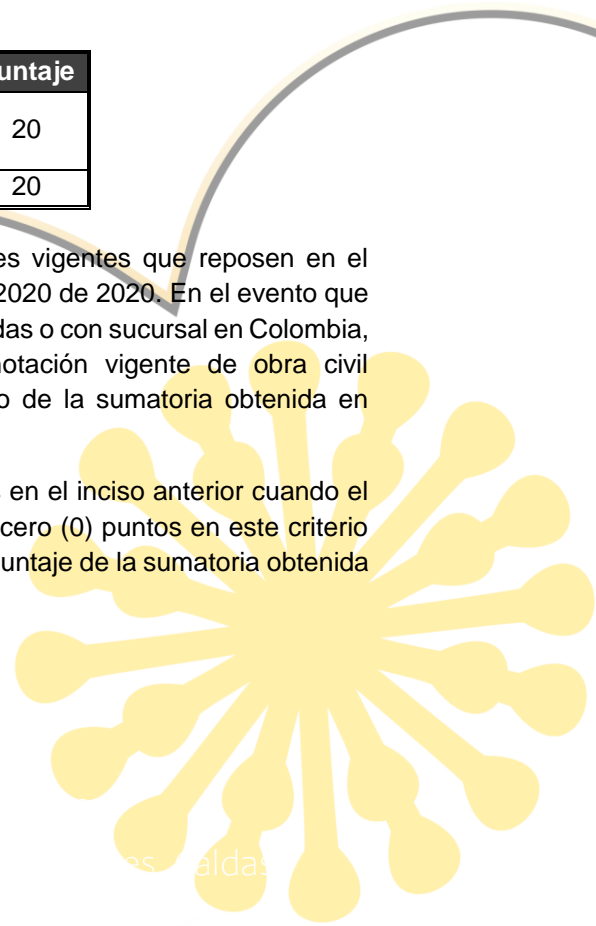 untaje
20
20
es vigentes que reposen en el
2020 de 2020. En el evento que
das o con sucursal en Colombia,
notación vigente de obra civil
o de la sumatoria obtenida en
en el inciso anterior cuando el
cero (0) puntos en este criterio
untaje de la sumatoria obtenida
es, Caldas